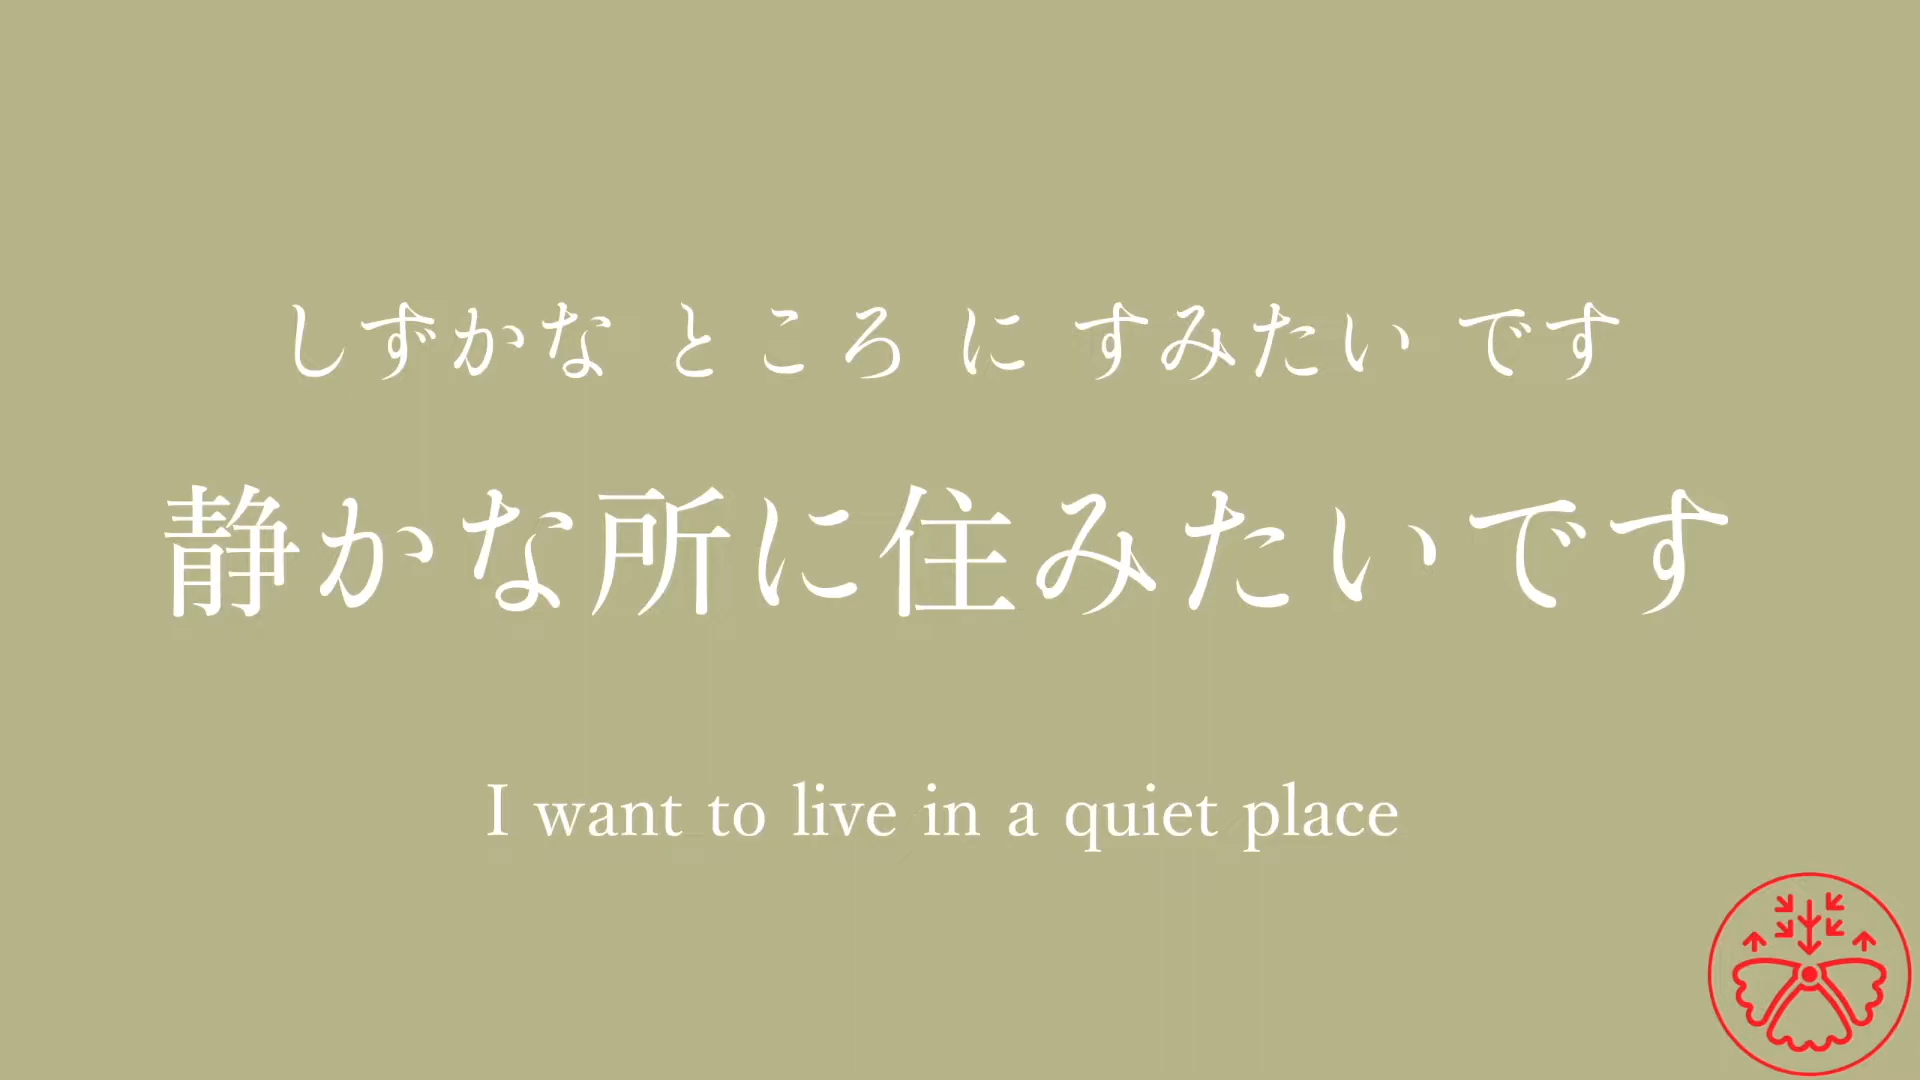 しずかな ところ に すみたい です
静かな所に住みたいです
I want to live in a quiet place